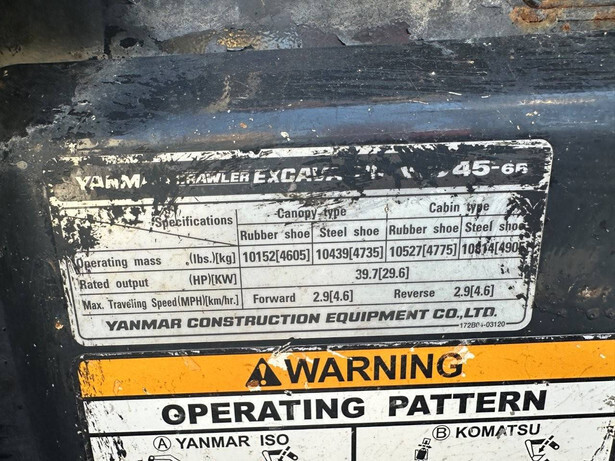 CRAWLER 45-6B
Specifications Canopy type Cabin type
Rubber shoe Steel shoe Rubber shoe Steel shoe
Operating mass (lbs.)[kg] 10152[4605] 10439[4735] 10527[4775]
Rated output (HP)[KW] 39.7[29.6]
Max. Traveling Speed(MPH)[km/hr.] Forward 2.9[4.6] Reverse 2.9[4.6]
YANMAR CONSTRUCTION EQUIPMENT CO.,LTD.
WARNING
OPERATING PATTERN
A YANMAR ISO B KOMATSU